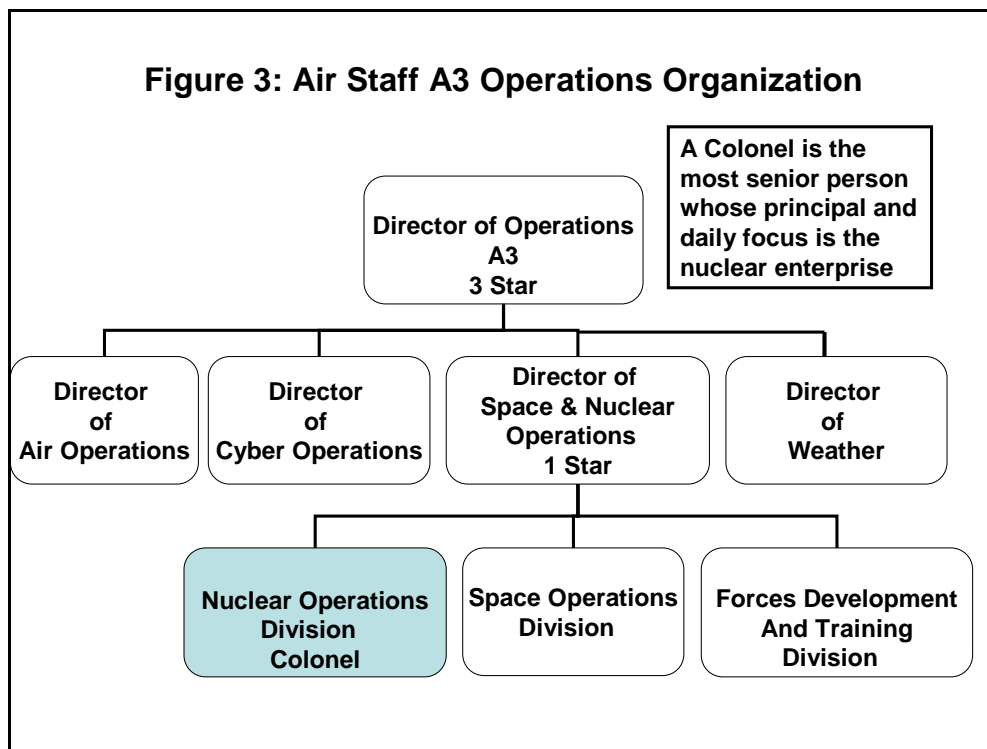 Figure 3: Air Staff A3 Operations Organization
A Colonel is the
most senior person
whose principal and
daily focus is the
nuclear enterprise
Director of Operations
A3
3 Star
Director
of
Air Operations
Director
of
Cyber Operations
Director of
Space & Nuclear
Operations
1 Star
Director
of
Weather
Nuclear Operations
Division
Colonel
Space Operations
Division
Forces Development
And Training
Division